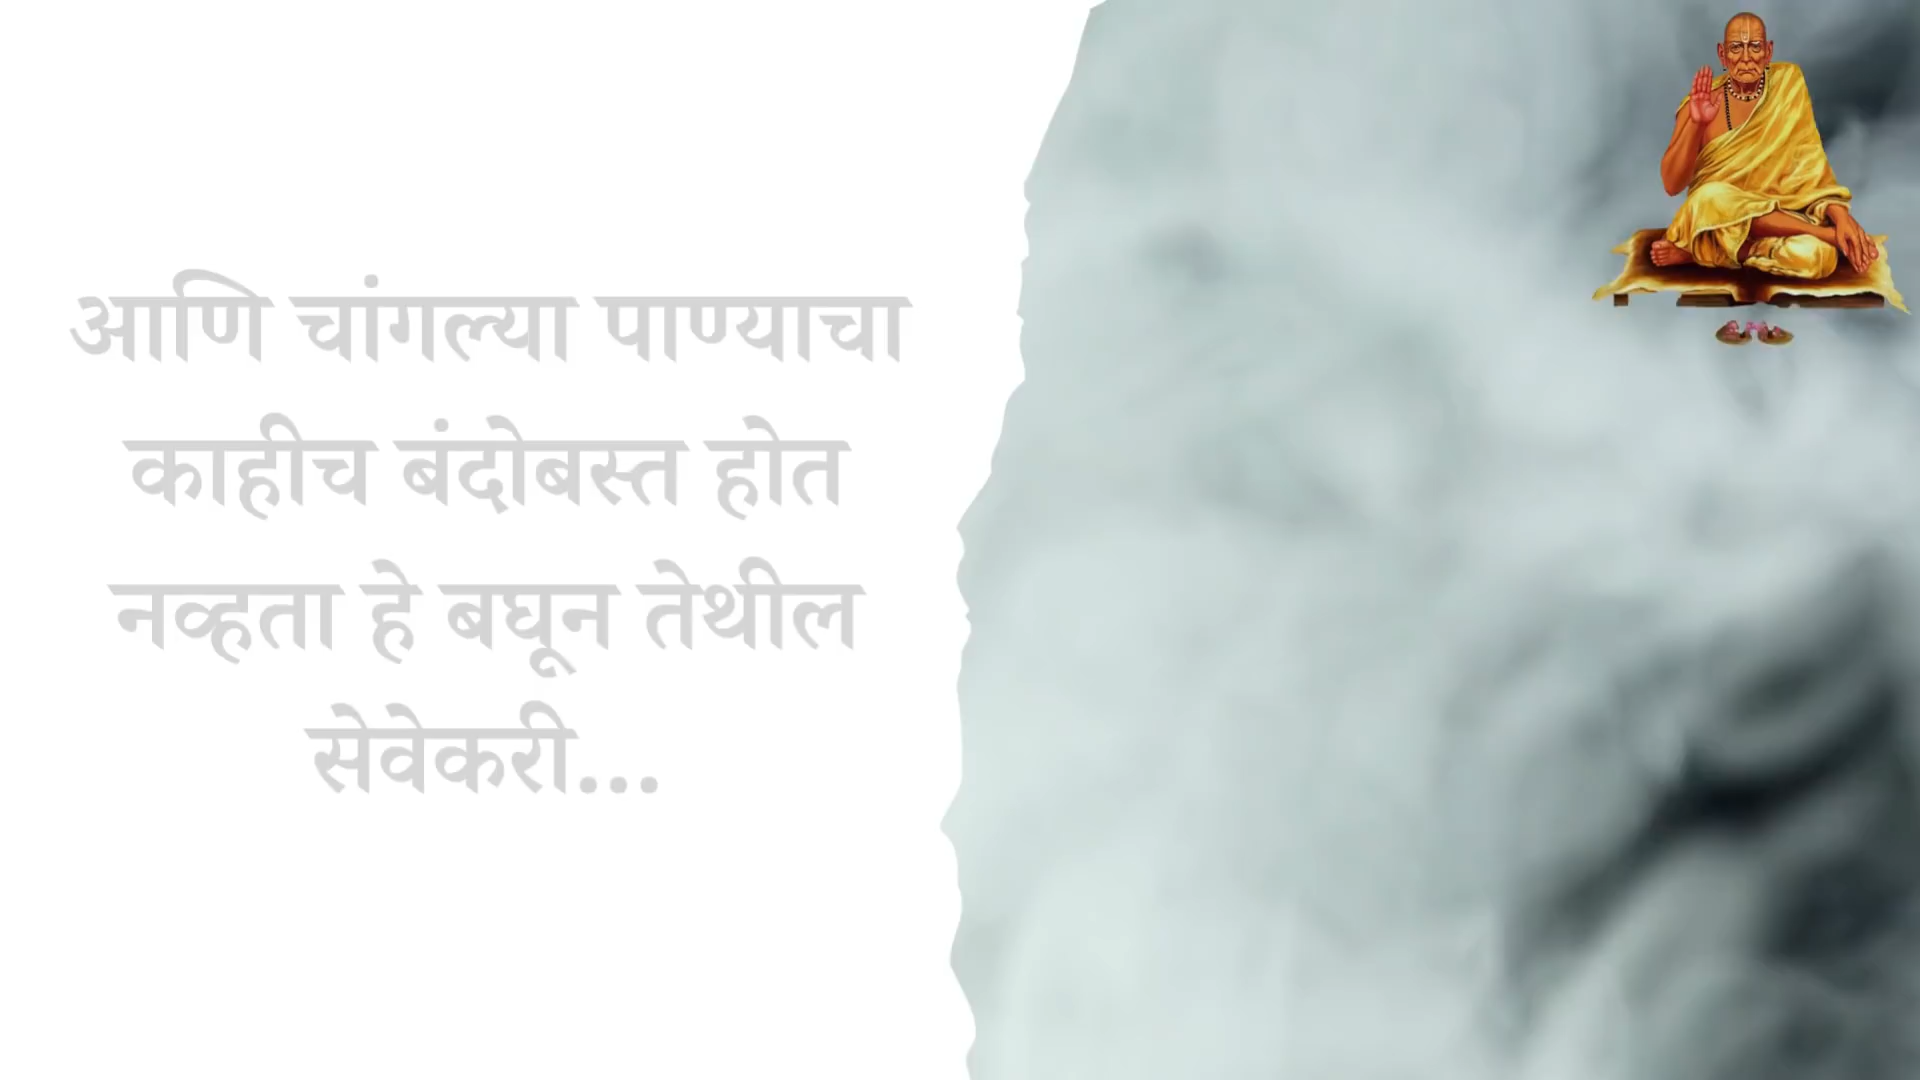 आणि चांगल्या पाण्याचा
काहीच बंदोबस्त होत
नव्हता हे बघून तेथील
सेवेकरी...